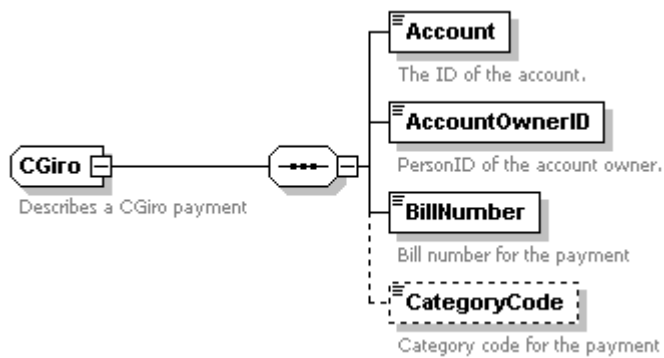 Account
The ID of the account.
AccountOwnerID
PersonID of the account owner.
CGiro
Describes a CGiro payment
BillNumber
Bill number for the payment
CategoryCode
Category code for the payment